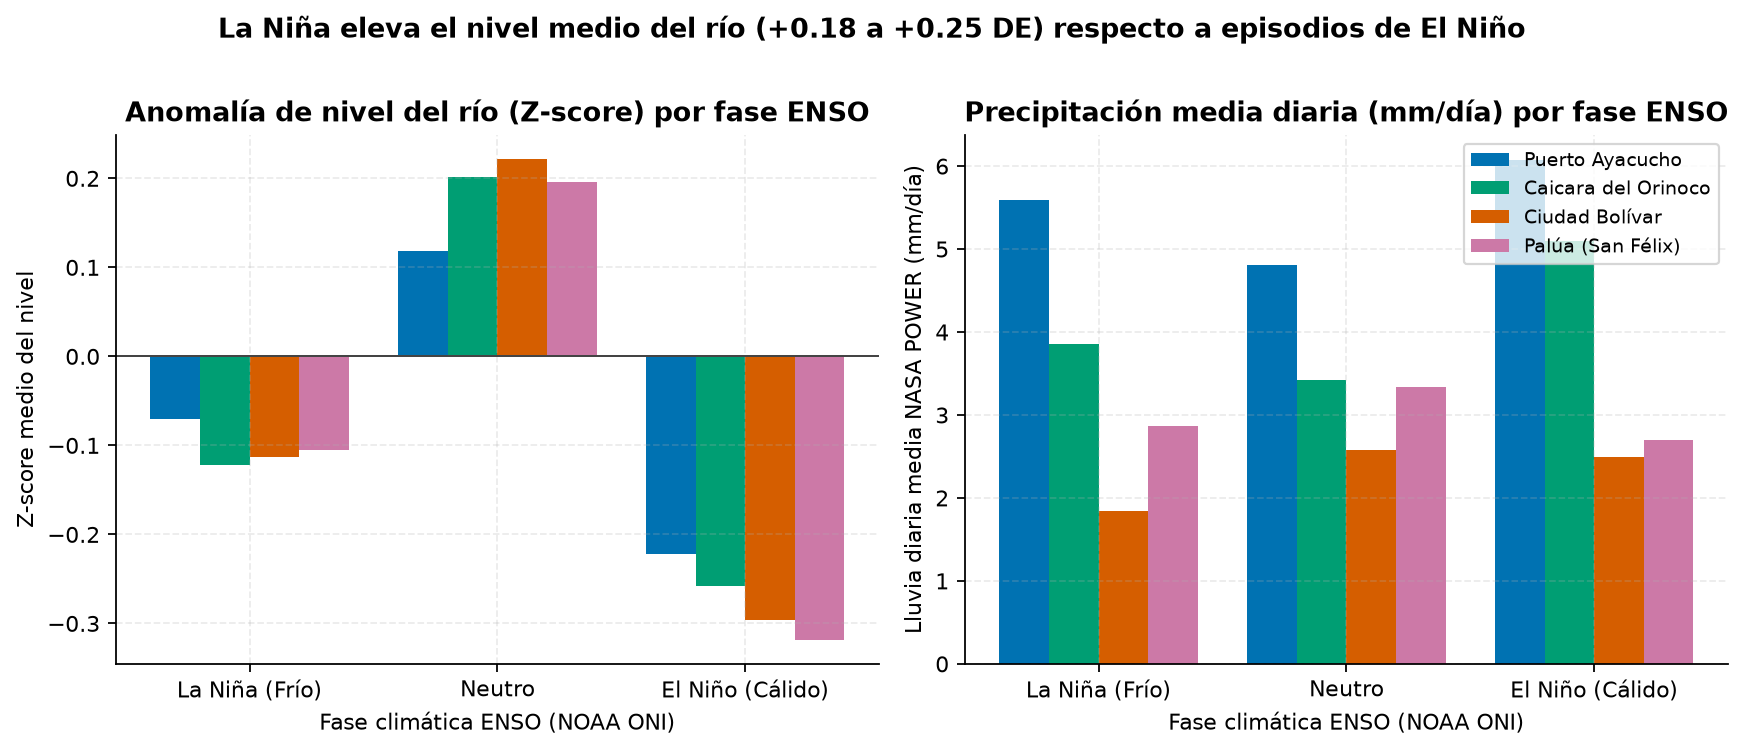 La Niña eleva el nivel medio del río (+0.18 a +0.25 DE) respecto a episodios de El Niño
Anomalía de nivel del río (Z-score) por fase ENSO
Z-score medio del nivel
0.2
0.1
0.0
−0.1
−0.2
−0.3
La Niña (Frío)
Neutro
El Niño (Cálido)
Fase climática ENSO (NOAA ONI)
Precipitación media diaria (mm/día) por fase ENSO
Lluvia diaria media NASA POWER (mm/día)
6
5
4
3
2
1
0
Puerto Ayacucho
Caicara del Orinoco
Ciudad Bolívar
Palúa (San Félix)
La Niña (Frío)
Neutro
El Niño (Cálido)
Fase climática ENSO (NOAA ONI)